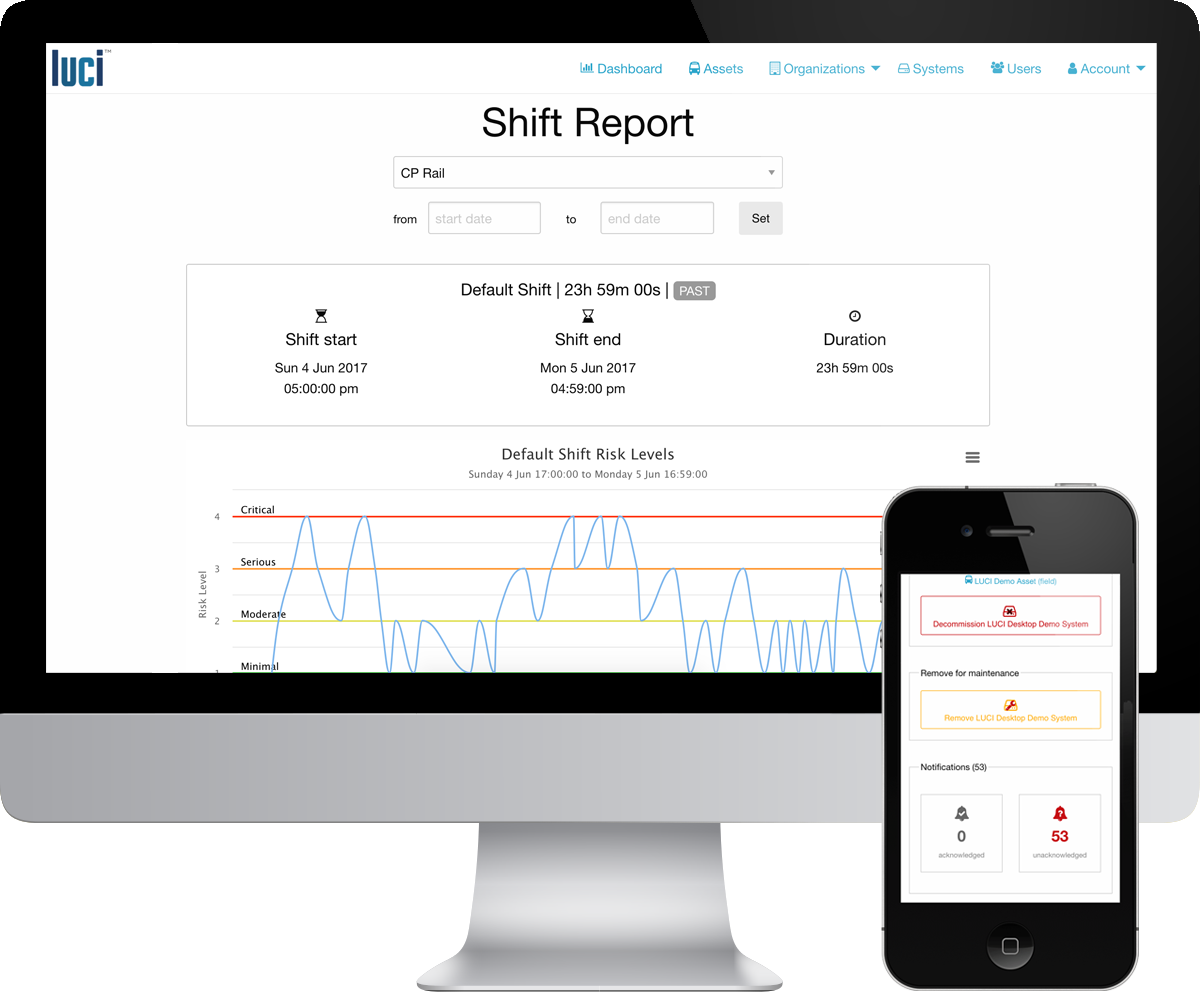 luci™
Dashboard Assets Organizations Systems Users Account
Shift Report
CP Rail
from start date to end date Set
Default Shift | 23h 59m 00s | PAST
Shift start Shift end Duration
Sun 4 Jun 2017 Mon 5 Jun 2017 23h 59m 00s
05:00:00 pm 04:59:00 pm
Default Shift Risk Levels
Sunday 4 Jun 17:00:00 to Monday 5 Jun 16:59:00
Critical
4
Serious
3
Risk Level
Moderate
2
Minimal
1
LUCI Demo Asset (field)
Decommission LUCI Desktop Demo System
Remove for maintenance
Remove LUCI Desktop Demo System
Notifications (53)
0 53
acknowledged unacknowledged